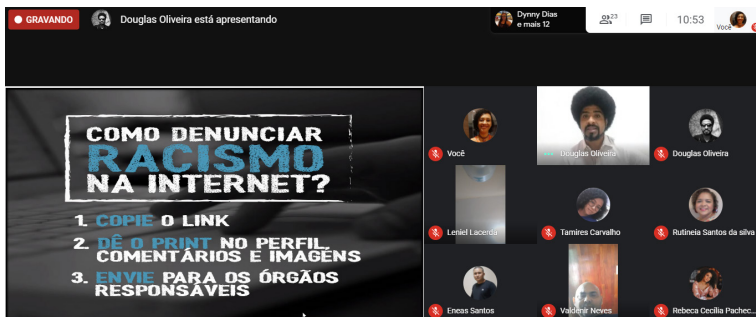 GRAVANDO
Douglas Oliveira está apresentando
Dynny Dias
e mais 12
23
10:53
Você
COMO DENUNCIAR
RACISMO
NA INTERNET?
1. COPIE O LINK
2. DÊ O PRINT NO PERFIL,
COMENTÁRIOS E IMAGÉNS
3. ENVIE PARA OS ÓRGÃOS
RESPONSÁVEIS
Você
Douglas Oliveira
Douglas Oliveira
Leniel Lacerda
Tamires Carvalho
Rutineia Santos da silva
Eneas Santos
Valdenir Neves
Rebeca Cecília Pachec...